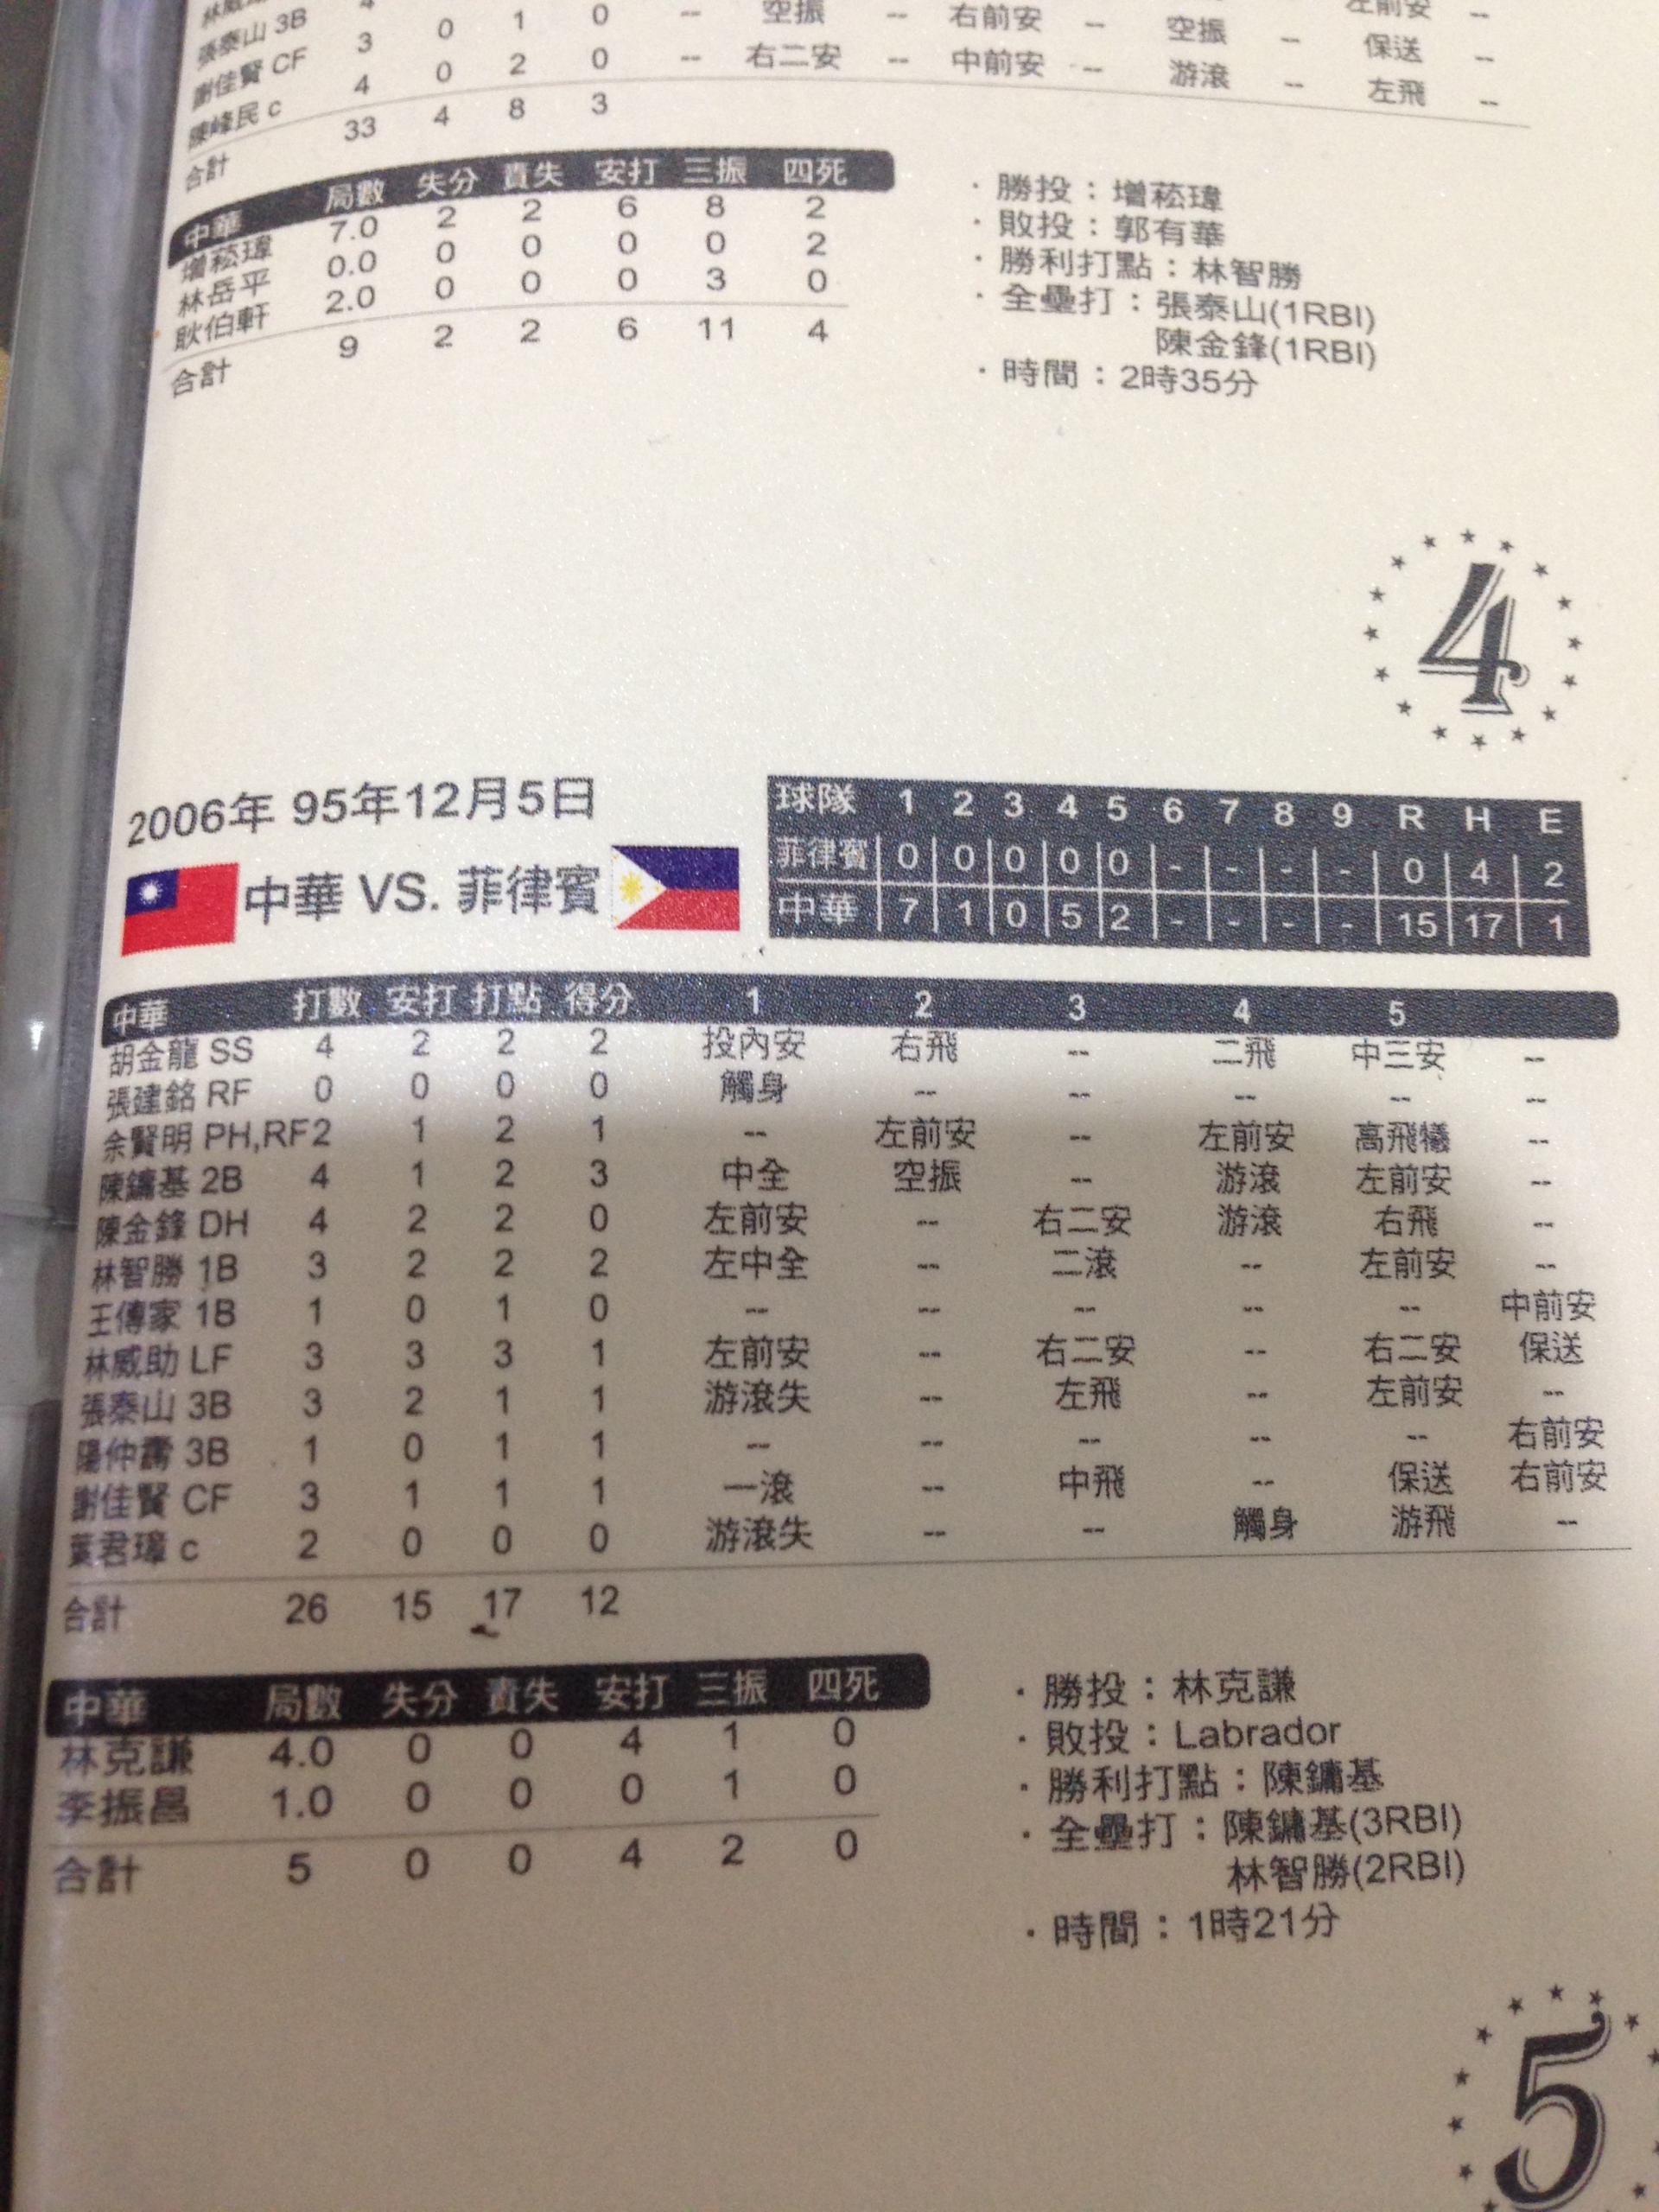 張泰山 3B 4 0 1 0 -- 空振 -- 右前安 -- 空振 -- 左前安 --
謝佳賢 CF 3 0 2 0 -- 右二安 -- 中前安 -- 游滾 -- 保送 --
陳峰民 c 4 左飛 --
合計 33 4 8 3
中華 局數 失分 責失 安打 三振 四死
增菘瑋 7.0 2 2 6 8 2
林岳平 0.0 0 0 0 0 2
耿伯軒 2.0 0 0 0 3 0
合計 9 2 2 6 11 4
・勝投：增菘瑋
・敗投：郭有華
・勝利打點：林智勝
・全壘打：張泰山(1RBI)
陳金鋒(1RBI)
・時間：2時35分
4
2006年 95年12月5日
中華 VS. 菲律賓
球隊 1 2 3 4 5 6 7 8 9 R H E
菲律賓 0 0 0 0 0 - - - - 0 4 2
中華 7 1 0 5 2 - - - - 15 17 1
中華 打數 安打 打點 得分 1 2 3 4 5
胡金龍 SS 4 2 2 2 投內安 右飛 -- 二飛 中三安 --
張建銘 RF 0 0 0 0 觸身 -- -- -- -- --
余賢明 PH,RF 2 1 2 1 -- 左前安 -- 左前安 高飛犧 --
陳鏞基 2B 4 1 2 3 中全 空振 -- 游滾 左前安 --
陳金鋒 DH 4 2 2 0 左前安 -- 右二安 游滾 右飛 --
林智勝 1B 3 2 2 2 左中全 -- 二滾 -- 左前安 --
王傳家 1B 1 0 1 0 -- -- -- -- -- 中前安
林威助 LF 3 3 3 1 左前安 -- 右二安 -- 右二安 保送
張泰山 3B 3 2 1 1 游滾失 -- 左飛 -- 左前安 --
陽仲壽 3B 1 0 1 1 -- -- -- -- -- 右前安
謝佳賢 CF 3 1 1 1 一滾 -- 中飛 -- 保送 右前安
葉君璋 c 2 0 0 0 游滾失 -- -- 觸身 游飛 --
合計 26 15 17 12
中華 局數 失分 責失 安打 三振 四死
林克謙 4.0 0 0 4 1 0
李振昌 1.0 0 0 0 1 0
合計 5 0 0 4 2 0
・勝投：林克謙
・敗投：Labrador
・勝利打點：陳鏞基
・全壘打：陳鏞基(3RBI)
林智勝(2RBI)
・時間：1時21分
5